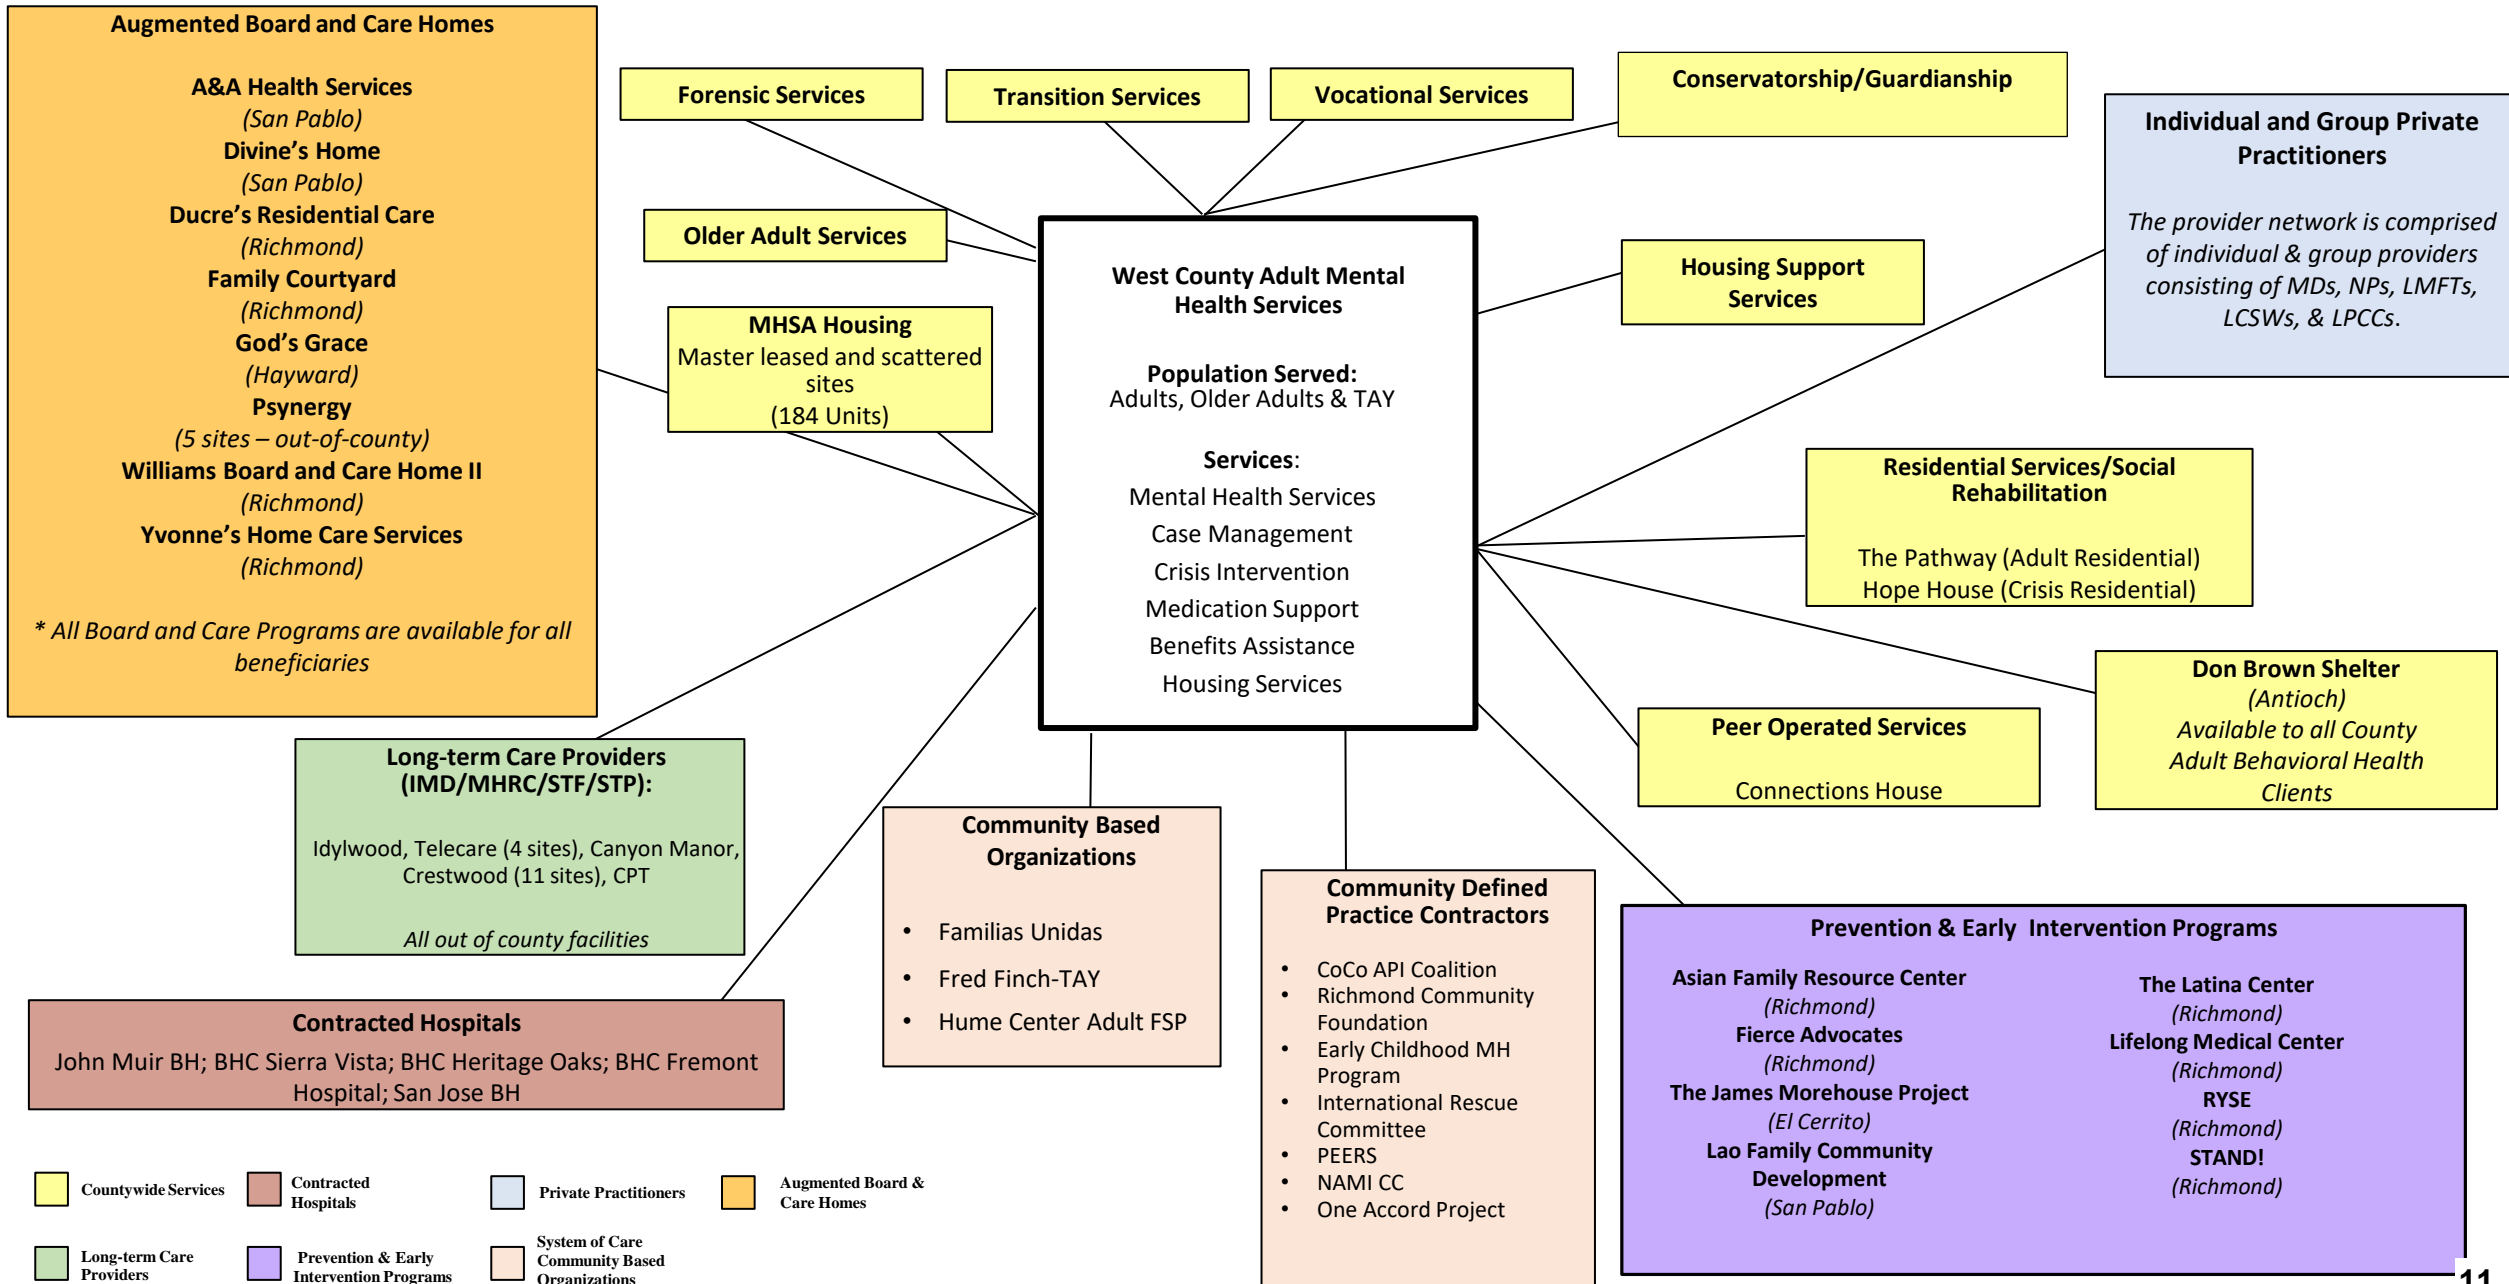 Augmented Board and Care Homes
A&A Health Services
(San Pablo)
Divine’s Home
(San Pablo)
Ducre’s Residential Care
(Richmond)
Family Courtyard
(Richmond)
God’s Grace
(Hayward)
Psynergy
(5 sites – out-of-county)
Williams Board and Care Home II
(Richmond)
Yvonne’s Home Care Services
(Richmond)
* All Board and Care Programs are available for all
beneficiaries
Forensic Services
Transition Services
Vocational Services
Conservatorship/Guardianship
Individual and Group Private
Practitioners
The provider network is comprised
of individual & group providers
consisting of MDs, NPs, LMFTs,
LCSWs, & LPCCs.
Older Adult Services
MHSA Housing
Master leased and scattered
sites
(184 Units)
West County Adult Mental
Health Services
Population Served:
Adults, Older Adults & TAY
Services:
Mental Health Services
Case Management
Crisis Intervention
Medication Support
Benefits Assistance
Housing Services
Housing Support
Services
Residential Services/Social
Rehabilitation
The Pathway (Adult Residential)
Hope House (Crisis Residential)
Don Brown Shelter
(Antioch)
Available to all County
Adult Behavioral Health
Clients
Peer Operated Services
Connections House
Long-term Care Providers
(IMD/MHRC/STF/STP):
Idylwood, Telecare (4 sites), Canyon Manor,
Crestwood (11 sites), CPT
All out of county facilities
Contracted Hospitals
John Muir BH; BHC Sierra Vista; BHC Heritage Oaks; BHC Fremont
Hospital; San Jose BH
Community Based
Organizations
• Familias Unidas
• Fred Finch-TAY
• Hume Center Adult FSP
Community Defined
Practice Contractors
• CoCo API Coalition
• Richmond Community
Foundation
• Early Childhood MH
Program
• International Rescue
Committee
• PEERS
• NAMI CC
• One Accord Project
Prevention & Early Intervention Programs
Asian Family Resource Center
(Richmond)
Fierce Advocates
(Richmond)
The James Morehouse Project
(El Cerrito)
Lao Family Community
Development
(San Pablo)
The Latina Center
(Richmond)
Lifelong Medical Center
(Richmond)
RYSE
(Richmond)
STAND!
(Richmond)
Countywide Services
Contracted
Hospitals
Private Practitioners
Augmented Board &
Care Homes
Long-term Care
Providers
Prevention & Early
Intervention Programs
System of Care
Community Based
Organizations
11